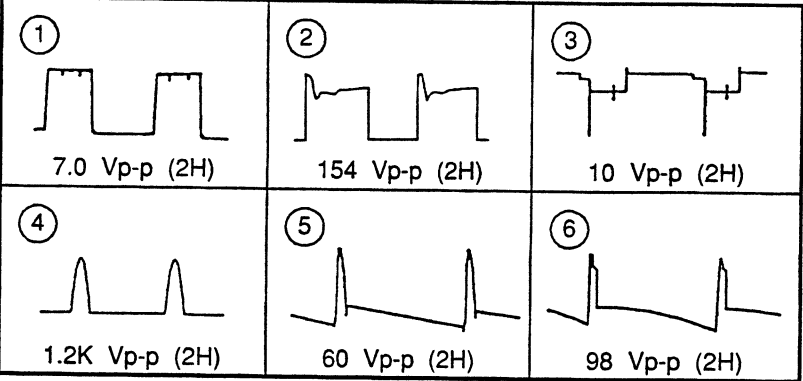 1
2
3
7.0 Vp-p (2H)
154 Vp-p (2H)
10 Vp-p (2H)
4
5
6
1.2K Vp-p (2H)
60 Vp-p (2H)
98 Vp-p (2H)